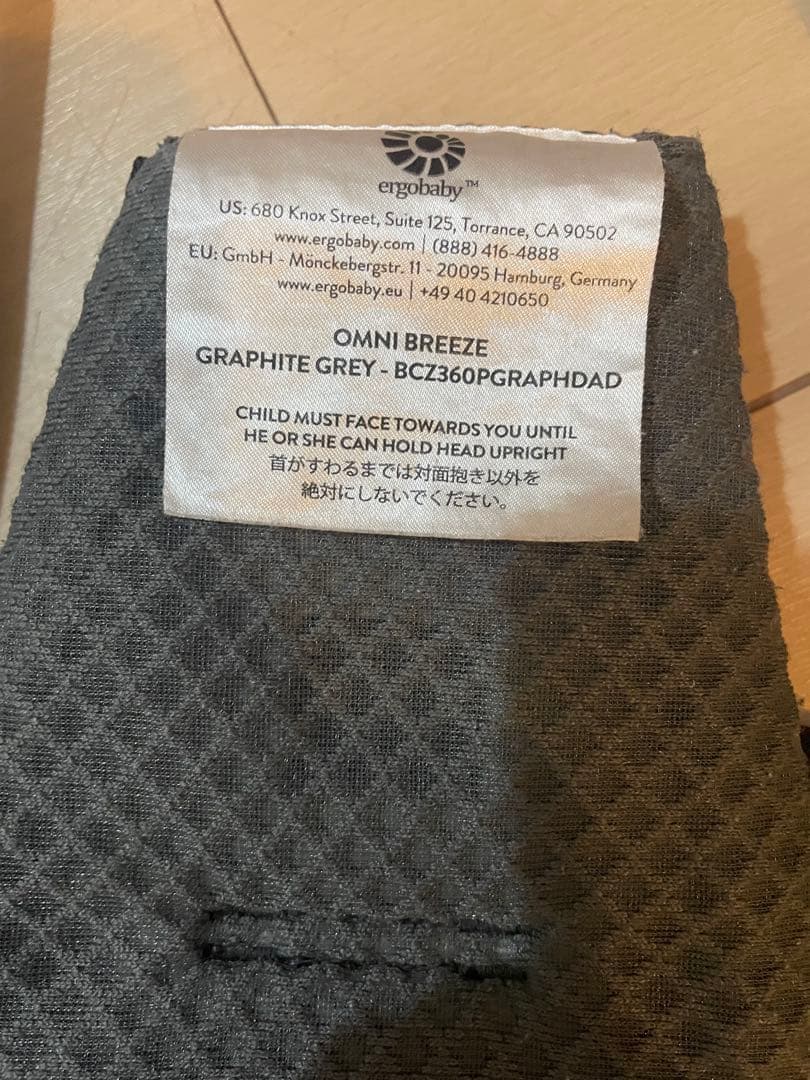 ergobaby™
US: 680 Knox Street, Suite 125, Torrance, CA 90502
www.ergobaby.com | (888) 416-4888
EU: GmbH - Mönckebergstr. 11 - 20095 Hamburg, Germany
www.ergobaby.eu | +49 40 4210650
OMNI BREEZE
GRAPHITE GREY - BCZ360PGRAPHDAD
CHILD MUST FACE TOWARDS YOU UNTIL
HE OR SHE CAN HOLD HEAD UPRIGHT
首がすわるまでは対面抱き以外を
絶対にしないでください。